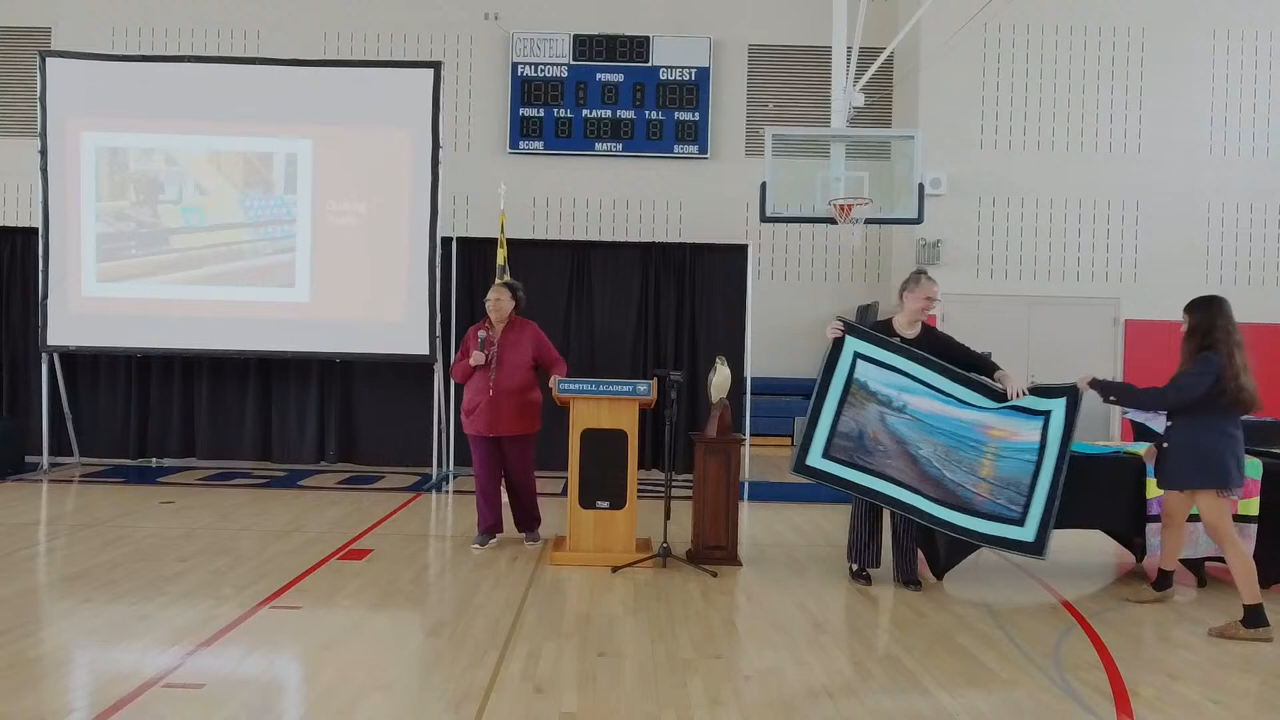 GERSTELL
FALCONS PERIOD GUEST
FOULS T.O.L. PLAYER FOUL T.O.L. FOULS
SCORE MATCH SCORE
GERSTELL ACADEMY